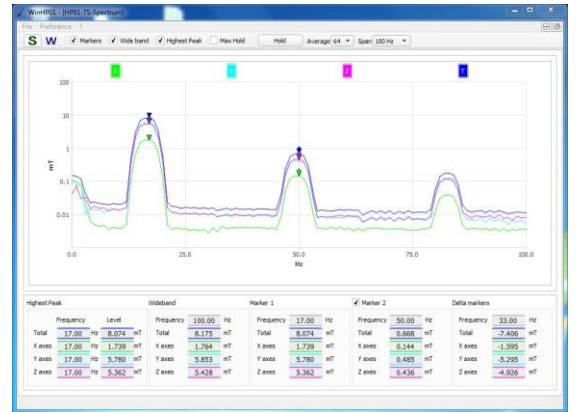 WinHP01 - [HP01-TS-Spectrum]
File Preference ?
S W Markers Wide band Highest Peak Max Hold Hold Average 64 Span 100 Hz
X Y Z T
100
10
1
0.1
0.01
mT
0.0 25.0 50.0 75.0 100.0
Hz
Highest Peak Wideband Marker 1 Marker 2 Delta markers
Frequency Level Frequency 100.00 Hz Frequency 17.00 Hz Frequency 50.00 Hz Frequency 33.00 Hz
Total 17.00 Hz 8.074 mT Total 8.175 mT Total 8.074 mT Total 0.668 mT Total -7.406 mT
X axes 17.00 Hz 1.739 mT X axes 1.764 mT X axes 1.739 mT X axes 0.144 mT X axes -1.595 mT
Y axes 17.00 Hz 5.780 mT Y axes 5.853 mT Y axes 5.780 mT Y axes 0.485 mT Y axes -5.295 mT
Z axes 17.00 Hz 5.362 mT Z axes 5.428 mT Z axes 5.362 mT Z axes 0.436 mT Z axes -4.926 mT